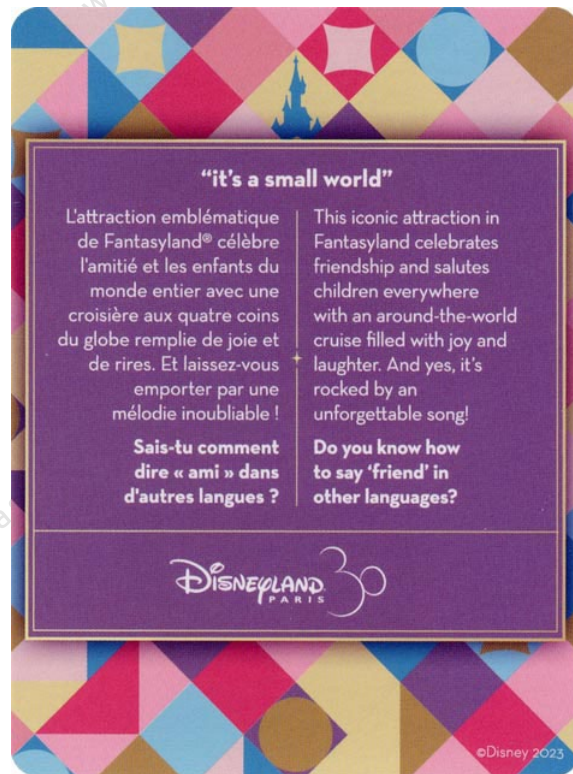 “it’s a small world”
L'attraction emblématique
de Fantasyland® célèbre
l'amitié et les enfants du
monde entier avec une
croisière aux quatre coins
du globe remplie de joie et
de rires. Et laissez-vous
emporter par une
mélodie inoubliable !
Sais-tu comment
dire « ami » dans
d'autres langues ?
This iconic attraction in
Fantasyland celebrates
friendship and salutes
children everywhere
with an around-the-world
cruise filled with joy and
laughter. And yes, it’s
rocked by an
unforgettable song!
Do you know how
to say ‘friend’ in
other languages?
DISNEYLAND 30
PARIS
©Disney 2023